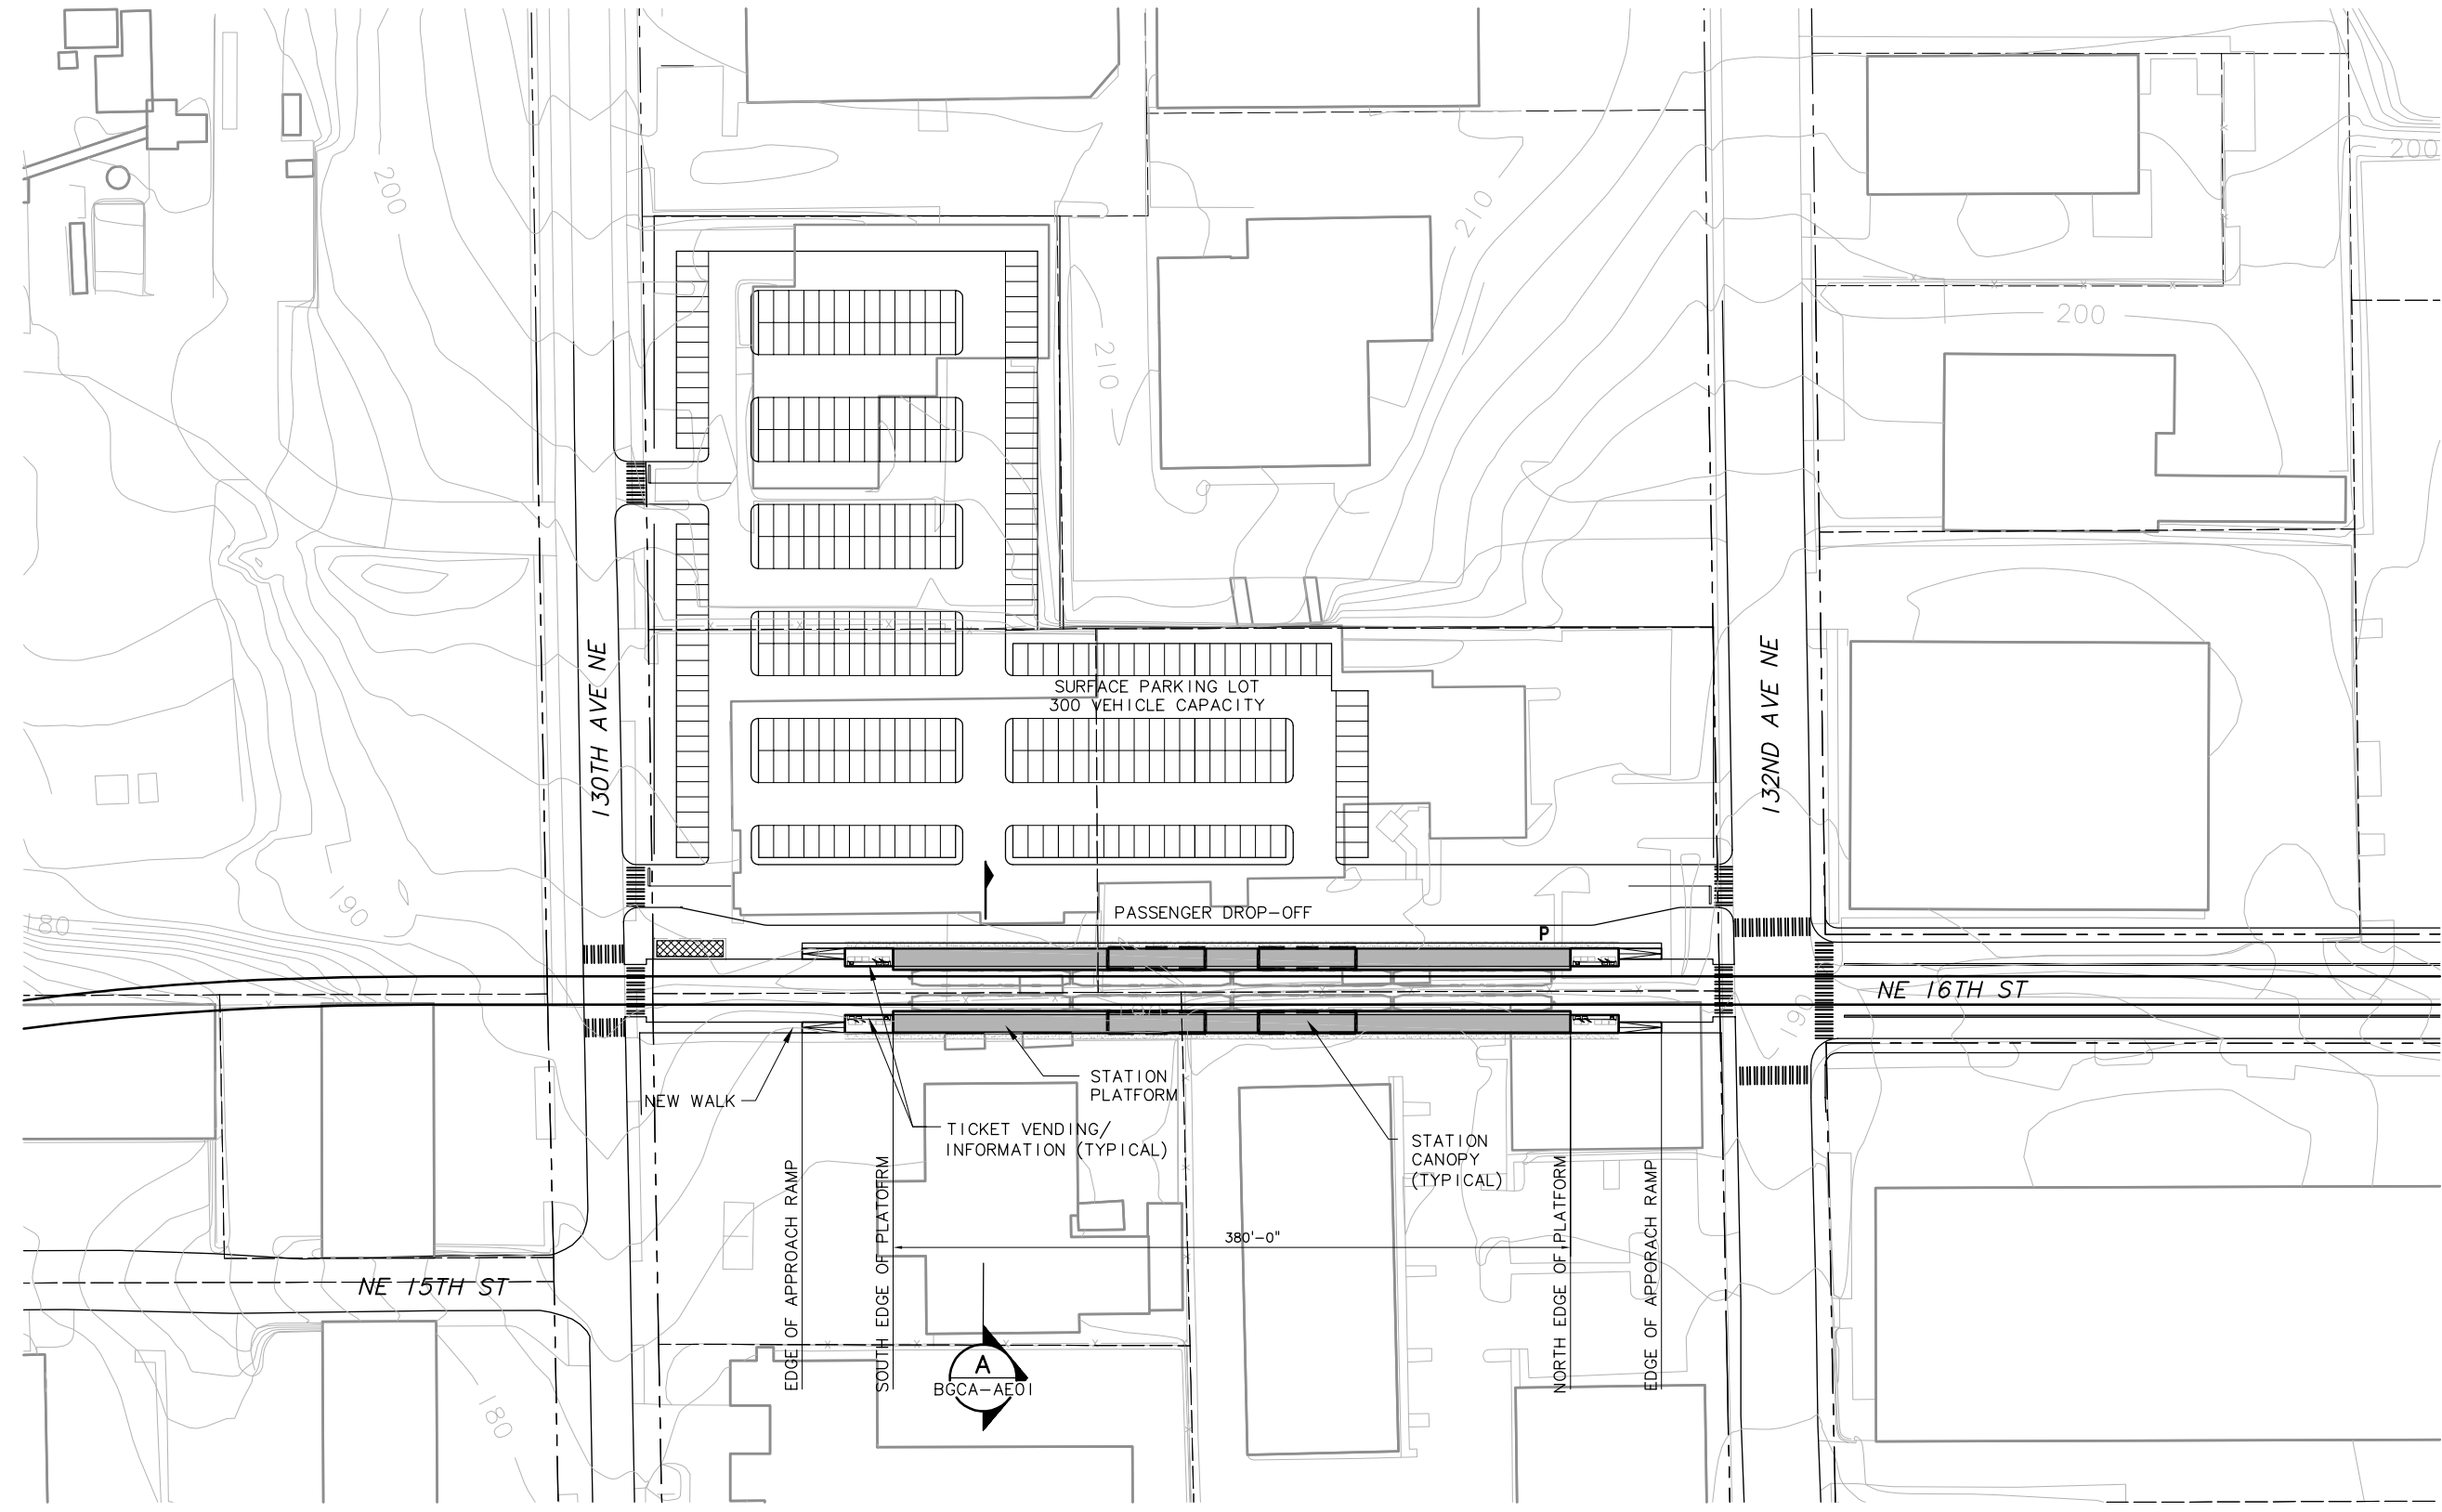 200
200
210
200
210
130TH AVE NE
132ND AVE NE
SURFACE PARKING LOT
300 VEHICLE CAPACITY
190
80
PASSENGER DROP-OFF
P
NE 16TH ST
190
STATION
PLATFORM
NEW WALK
TICKET VENDING/
INFORMATION (TYPICAL)
STATION
CANOPY
(TYPICAL)
EDGE OF APPROACH RAMP
SOUTH EDGE OF PLATOFRM
NORTH EDGE OF PLATFORM
EDGE OF APPORACH RAMP
380'-0"
NE 15TH ST
A
BGCA-AE01
180